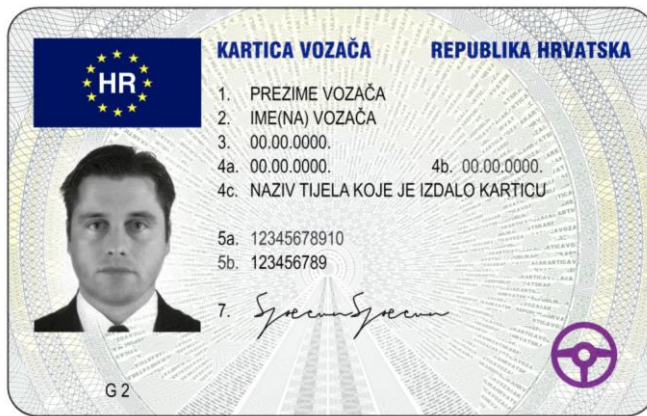 HR
KARTICA VOZAČA REPUBLIKA HRVATSKA
1. PREZIME VOZAČA
2. IME(NA) VOZAČA
3. 00.00.0000.
4a. 00.00.0000. 4b. 00.00.0000.
4c. NAZIV TIJELA KOJE JE IZDALO KARTICU
5a. 12345678910
5b. 123456789
7.
G 2